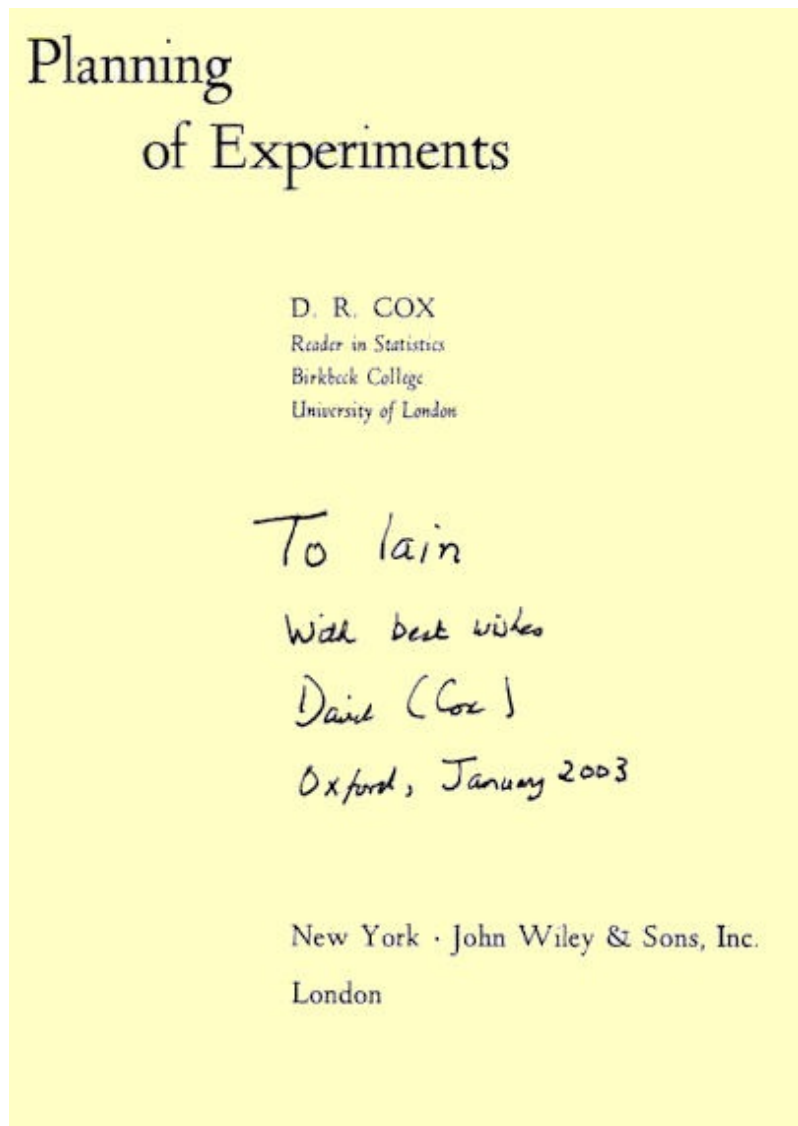 Planning
of Experiments
D. R. COX
Reader in Statistics
Birkbeck College
University of London
To Iain
With best wishes
David (Cox)
Oxford, January 2003
New York · John Wiley & Sons, Inc.
London